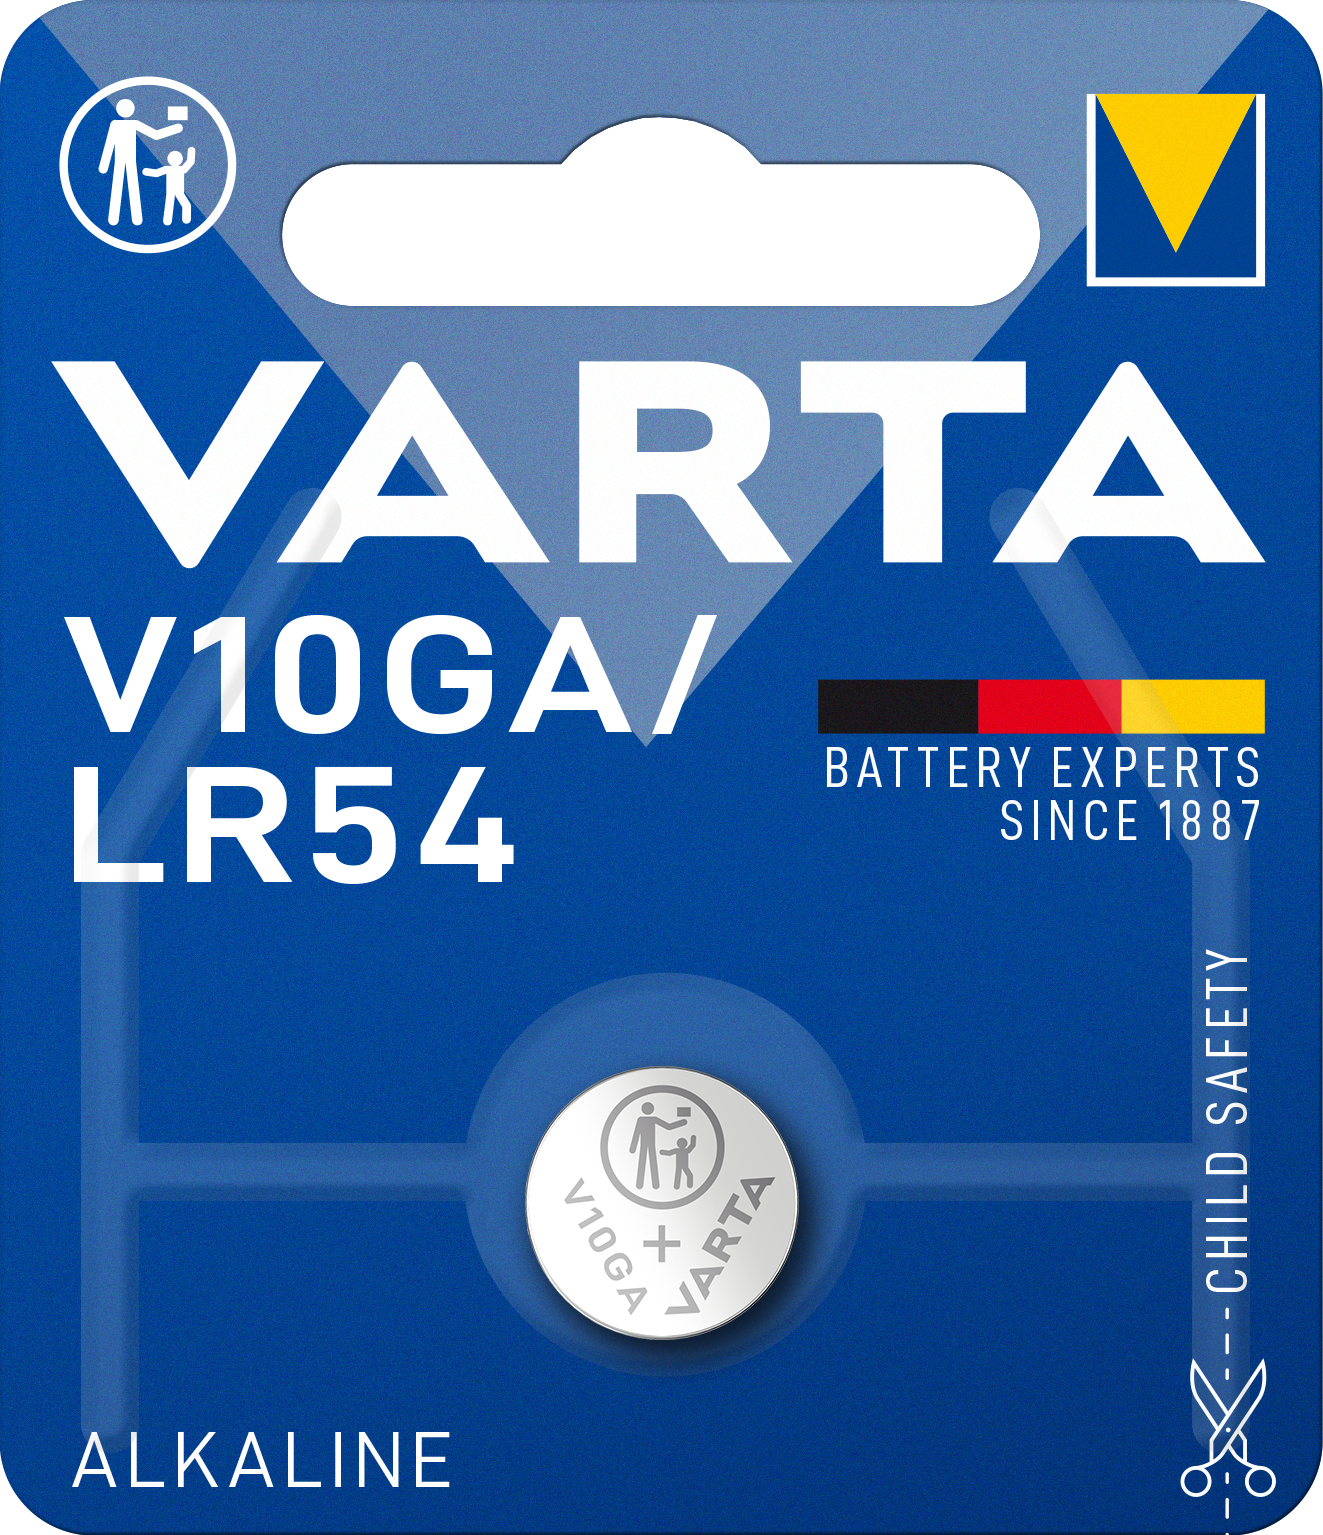 VARTA
V10GA/
LR54
BATTERY EXPERTS
SINCE 1887
CHILD SAFETY
V10GA
+
VARTA
ALKALINE